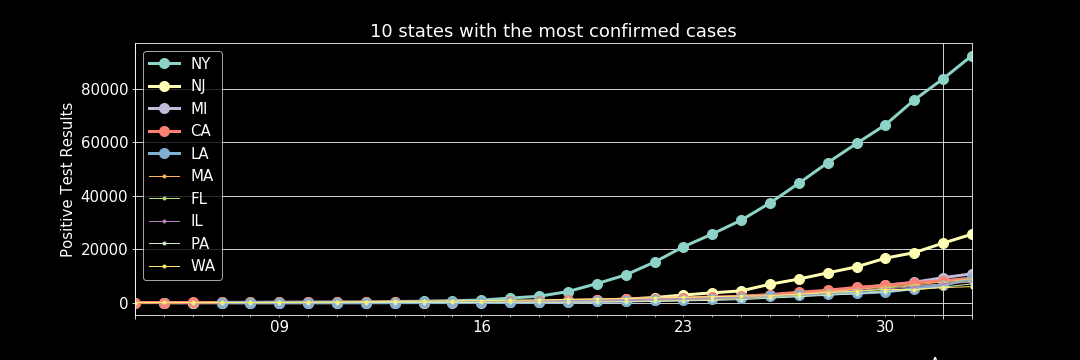 10 states with the most confirmed cases
Positive Test Results
80000
60000
40000
20000
0
NY
NJ
MI
CA
LA
MA
FL
IL
PA
WA
09
16
23
30